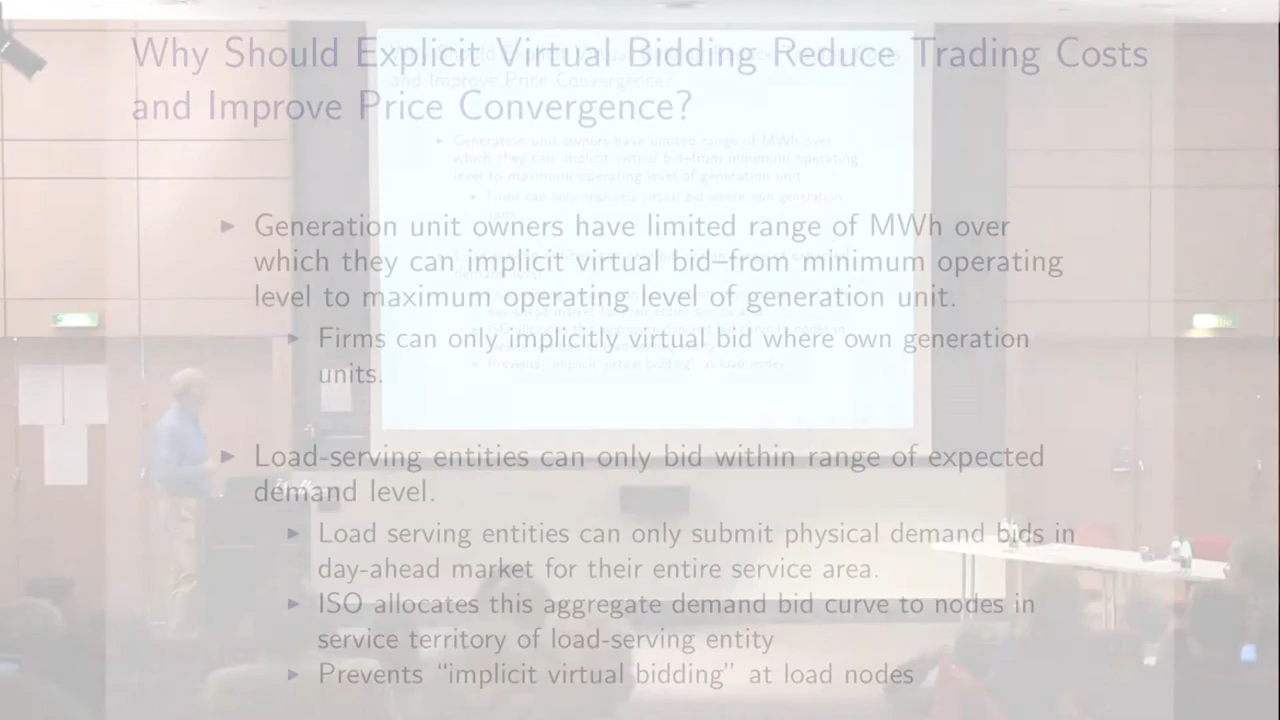 Why Should Explicit Virtual Bidding Reduce Trading Costs
and Improve Price Convergence?
▸ Generation unit owners have limited range of MWh over
which they can implicit virtual bid–from minimum operating
level to maximum operating level of generation unit.
▸ Firms can only implicitly virtual bid where own generation
units.
▸ Load-serving entities can only bid within range of expected
demand level.
▸ Load serving entities can only submit physical demand bids in
day-ahead market for their entire service area.
▸ ISO allocates this aggregate demand bid curve to nodes in
service territory of load-serving entity
▸ Prevents “implicit virtual bidding” at load nodes